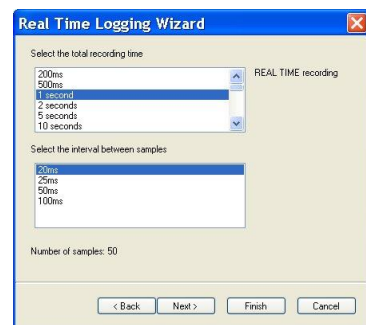 Real Time Logging Wizard
Select the total recording time
REAL TIME recording
200ms
500ms
1 second
2 seconds
5 seconds
10 seconds
Select the interval between samples
20ms
25ms
50ms
100ms
Number of samples: 50
< Back Next > Finish Cancel